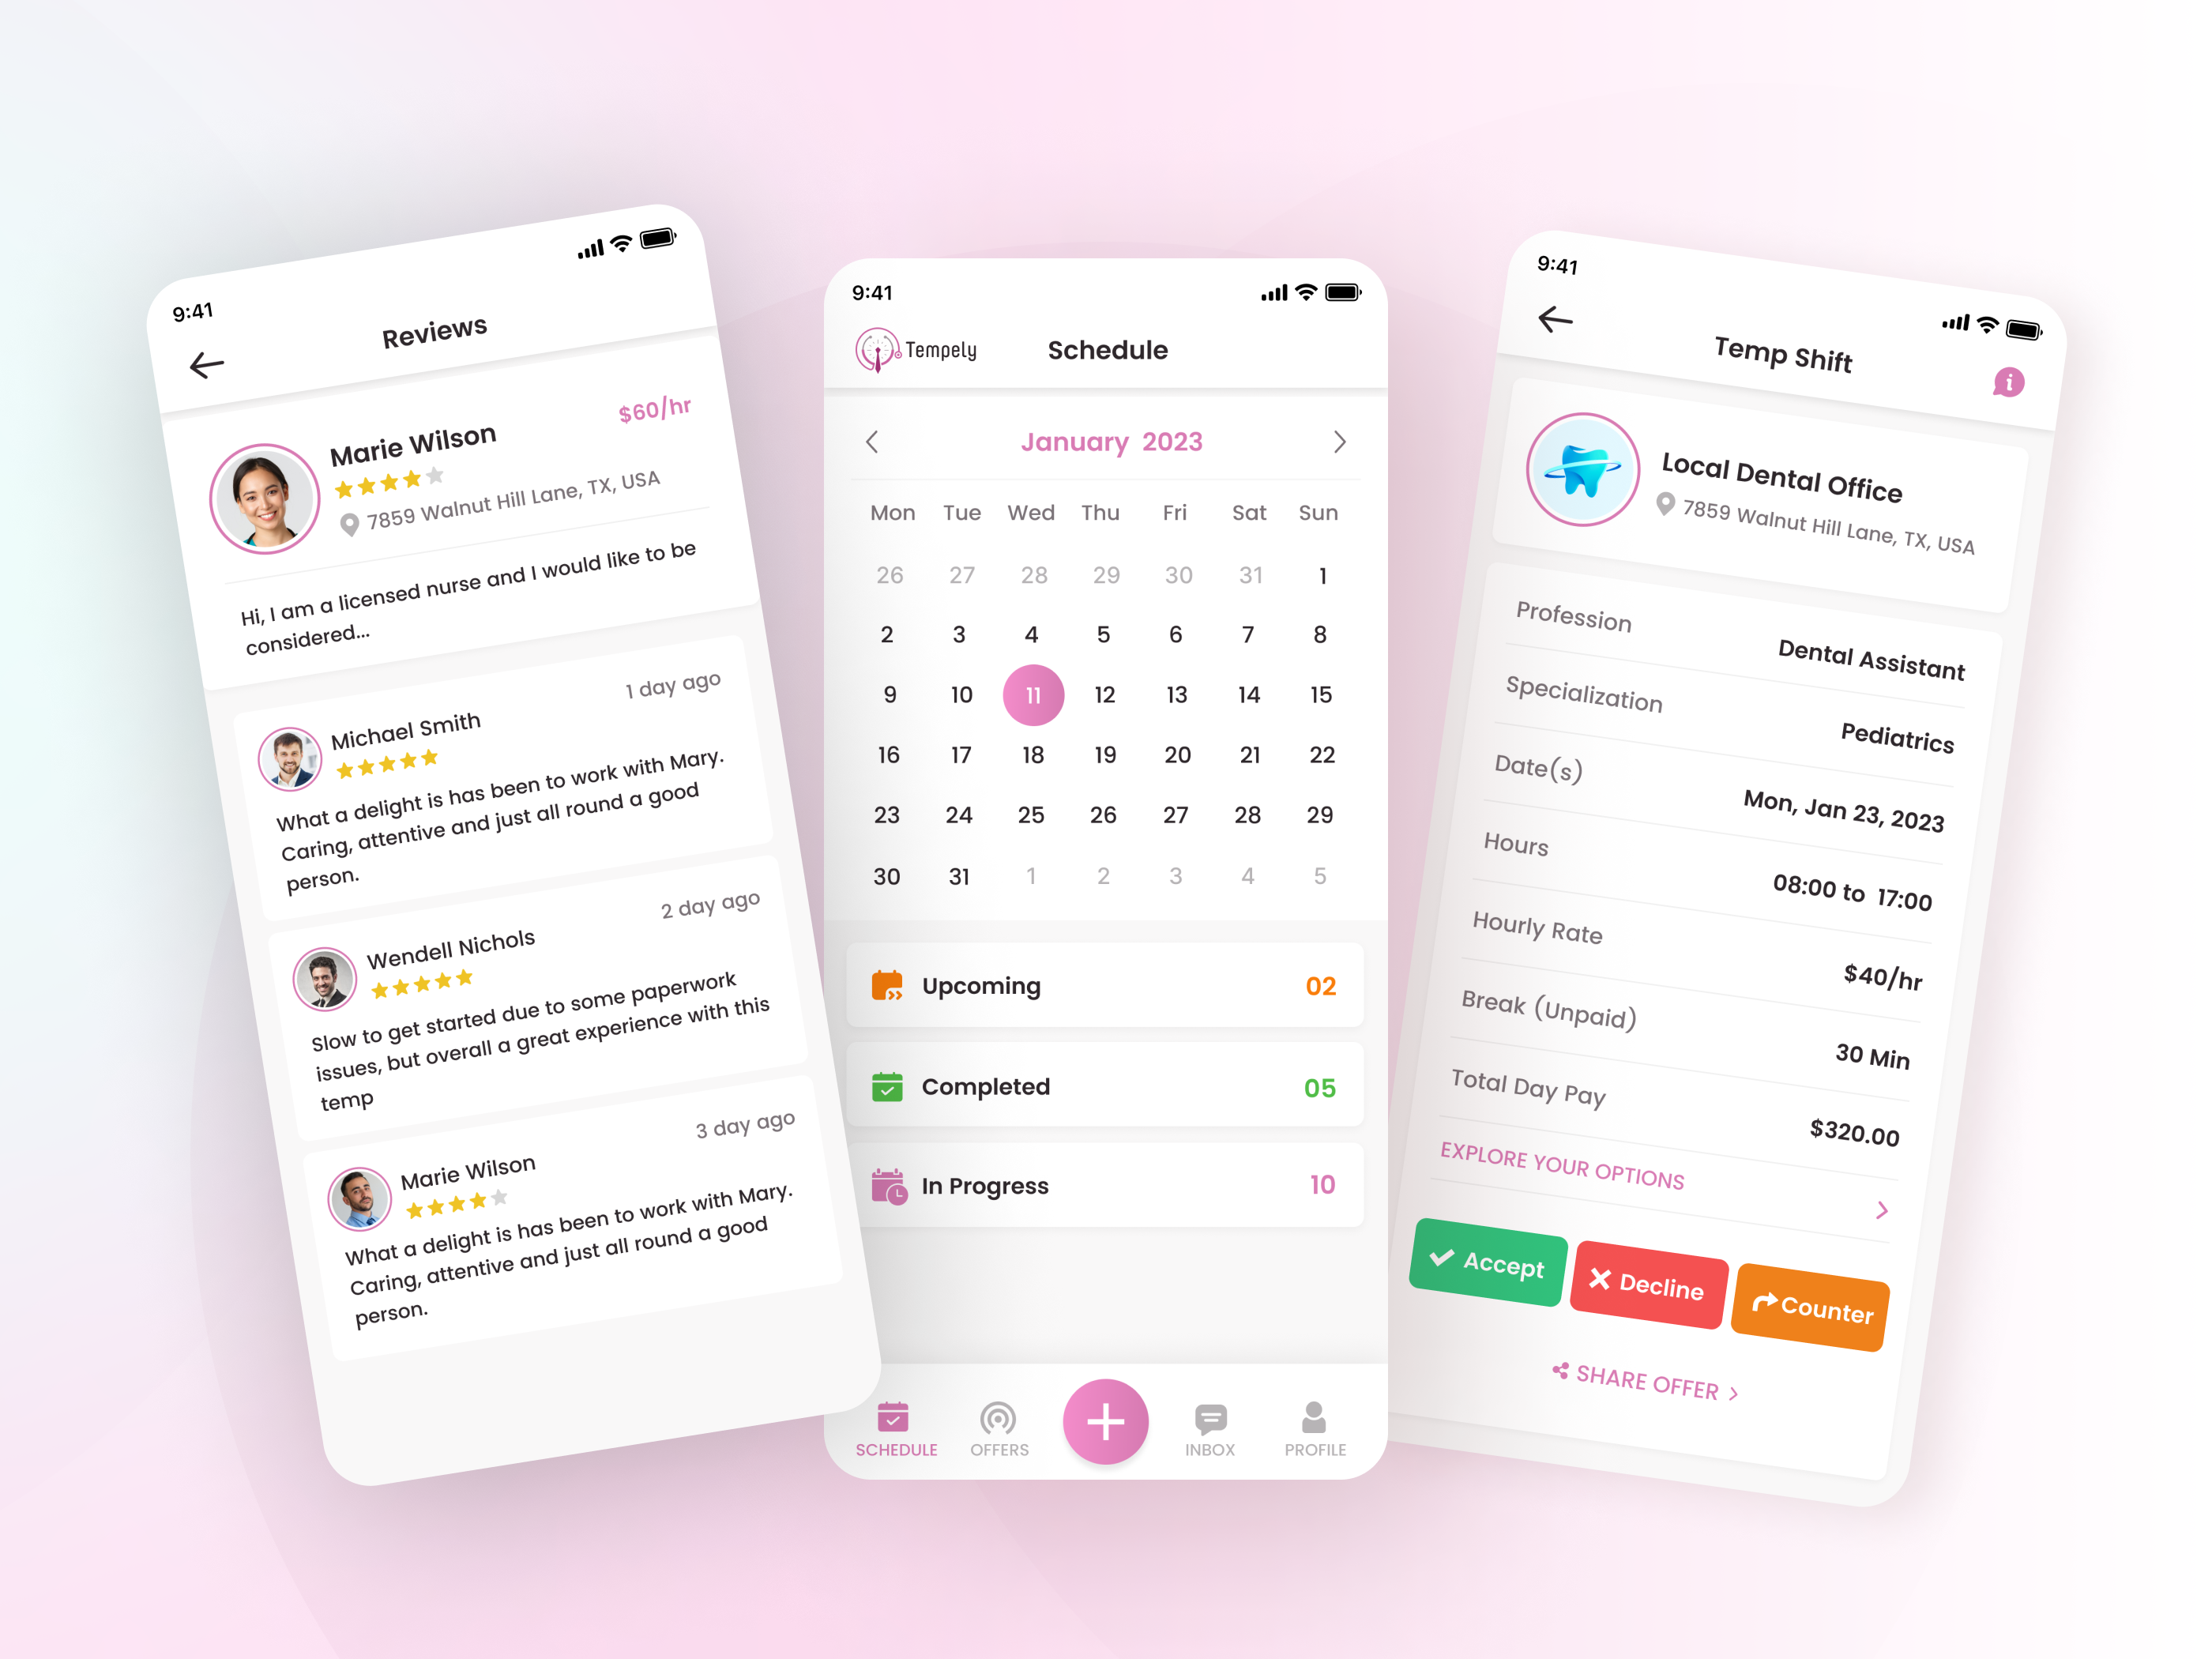 9:41
Reviews
Marie Wilson
$60/hr
7859 Walnut Hill Lane, TX, USA
Hi, I am a licensed nurse and I would like to be
considered...
Michael Smith
1 day ago
What a delight is has been to work with Mary.
Caring, attentive and just all round a good
person.
Wendell Nichols
2 day ago
Slow to get started due to some paperwork
issues, but overall a great experience with this
temp
Marie Wilson
3 day ago
What a delight is has been to work with Mary.
Caring, attentive and just all round a good
person.
9:41
Tempely
Schedule
January 2023
Mon Tue Wed Thu Fri Sat Sun
26 27 28 29 30 31 1
2 3 4 5 6 7 8
9 10 11 12 13 14 15
16 17 18 19 20 21 22
23 24 25 26 27 28 29
30 31 1 2 3 4 5
Upcoming 02
Completed 05
In Progress 10
SCHEDULE OFFERS INBOX PROFILE
9:41
Temp Shift
Local Dental Office
7859 Walnut Hill Lane, TX, USA
Profession Dental Assistant
Specialization Pediatrics
Date(s) Mon, Jan 23, 2023
Hours 08:00 to 17:00
Hourly Rate $40/hr
Break (Unpaid) 30 Min
Total Day Pay $320.00
EXPLORE YOUR OPTIONS
Accept Decline Counter
SHARE OFFER